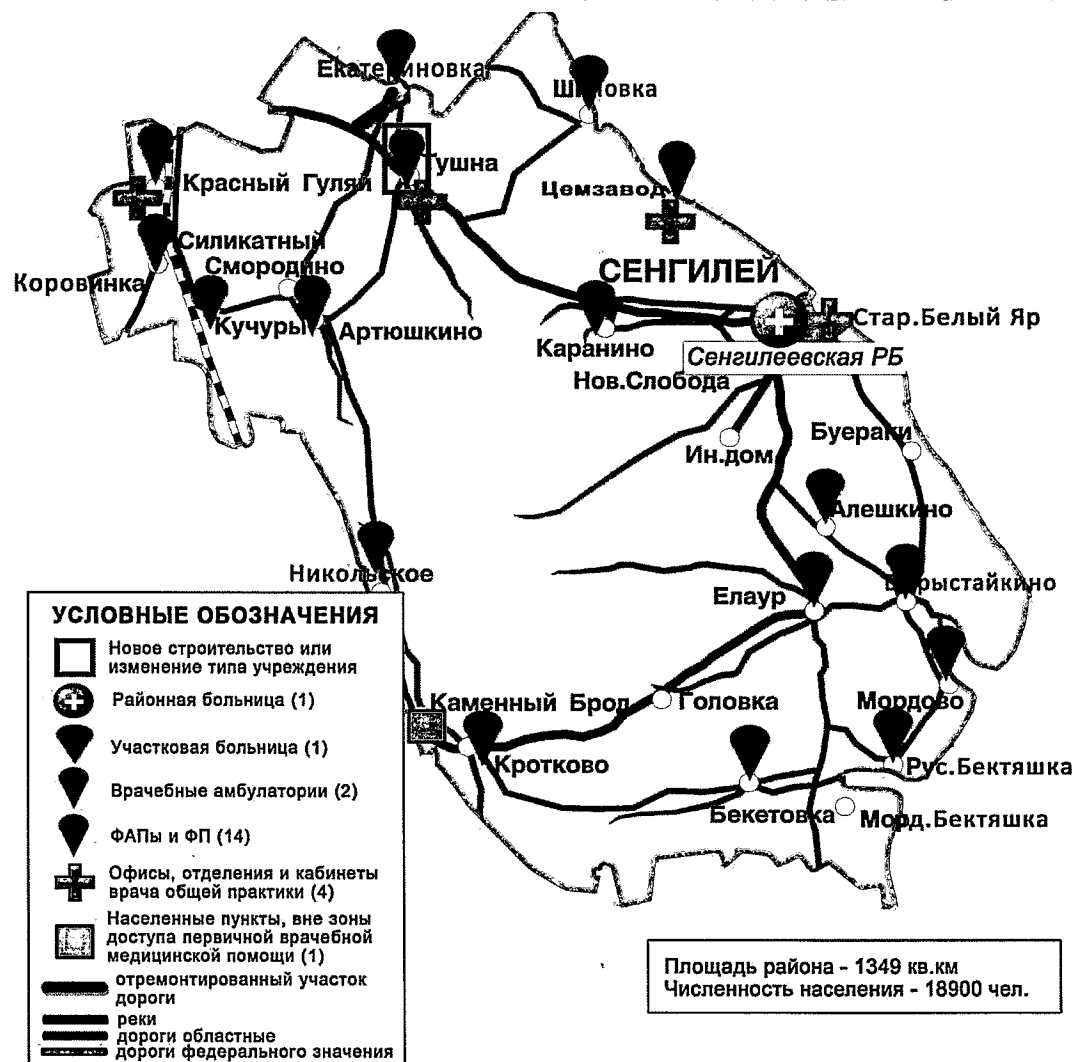 Екатериновка
Шиловка
Тушна
Красный Гуляй
Цемзавод
Силикатный
Смородино
СЕНГИЛЕЙ
Коровинка
Кучуры
Артюшкино
Каранино
Стар.Белый Яр
Сенгилеевская РБ
Нов.Слобода
Ин.дом
Буераки
Алешкино
Никольское
Елаур
Бурыстайкино
Каменный Брод
Головка
Мордово
Кротково
Рус.Бектяшка
Бекетовка
Морд.Бектяшка
УСЛОВНЫЕ ОБОЗНАЧЕНИЯ
Новое строительство или
изменение типа учреждения
Районная больница (1)
Участковая больница (1)
Врачебные амбулатории (2)
ФАПы и ФП (14)
Офисы, отделения и кабинеты
врача общей практики (4)
Населенные пункты, вне зоны
доступа первичной врачебной
медицинской помощи (1)
отремонтированный участок
дороги
реки
дороги областные
дороги федерального значения
Площадь района - 1349 кв.км
Численность населения - 18900 чел.